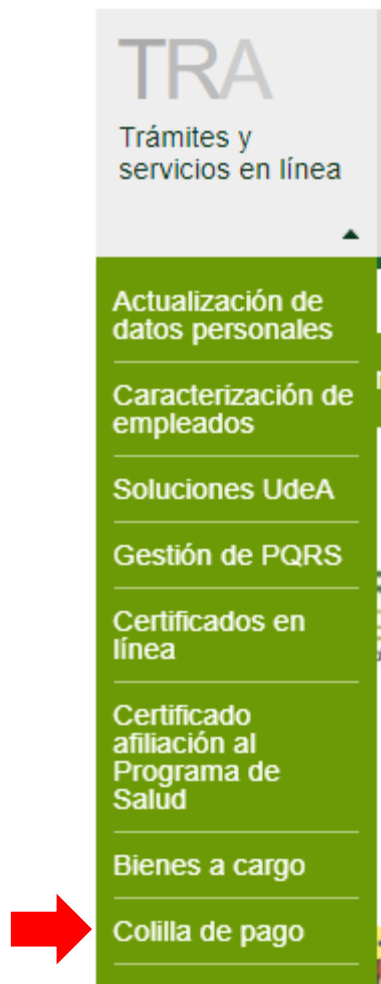 TRA
Trámites y
servicios en línea
Actualización de
datos personales
Caracterización de
empleados
Soluciones UdeA
Gestión de PQRS
Certificados en
línea
Certificado
afiliación al
Programa de
Salud
Bienes a cargo
Colilla de pago